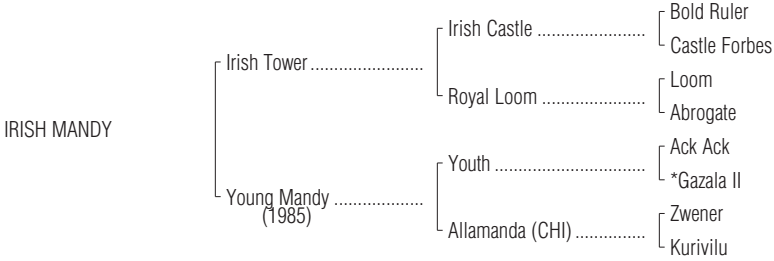 Bold Ruler
Irish Castle ........................
Castle Forbes
Irish Tower .........................
Loom
Royal Loom .......................
Abrogate
IRISH MANDY
Ack Ack
Youth .................................
*Gazala II
Young Mandy ....................
(1985)
Zwener
Allamanda (CHI) ...............
Kurivilu